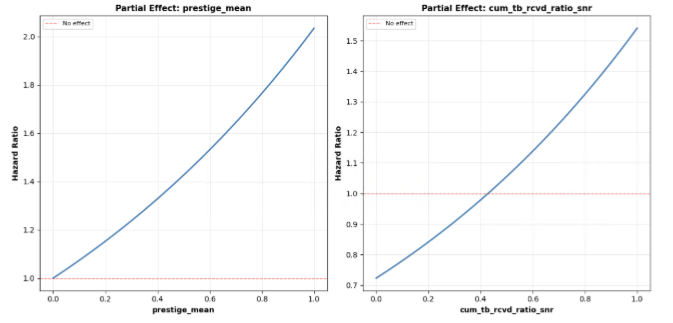 Partial Effect: prestige_mean
No effect
Hazard Ratio
2.0
1.8
1.6
1.4
1.2
1.0
0.0 0.2 0.4 0.6 0.8 1.0
prestige_mean
Partial Effect: cum_tb_rcvd_ratio_snr
No effect
Hazard Ratio
1.5
1.4
1.3
1.2
1.1
1.0
0.9
0.8
0.7
0.0 0.2 0.4 0.6 0.8 1.0
cum_tb_rcvd_ratio_snr